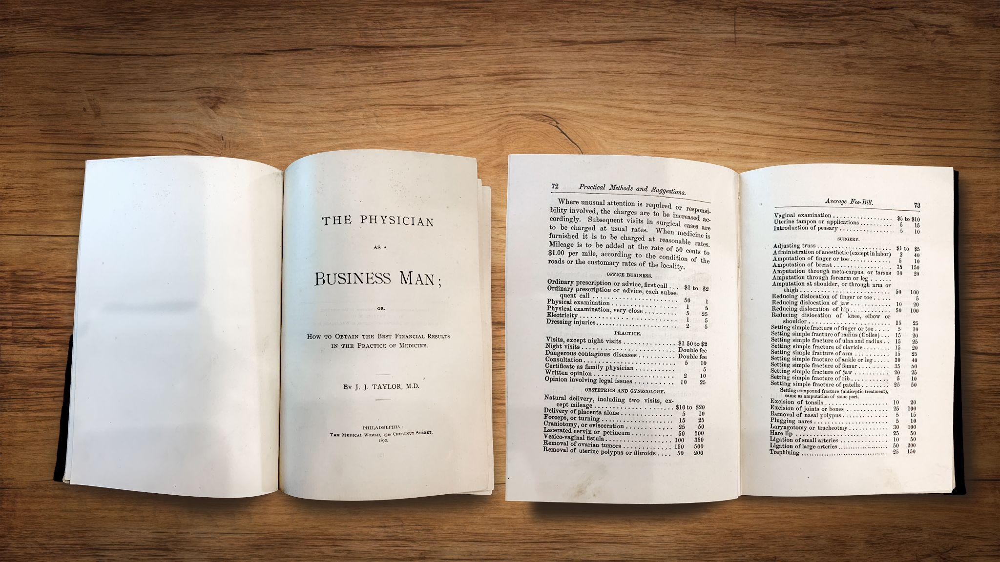 THE PHYSICIAN
AS A
BUSINESS MAN;
OR.
HOW TO OBTAIN THE BEST FINANCIAL RESULTS
IN THE PRACTICE OF MEDICINE.
BY J. J. TAYLOR, M.D.
PHILADELPHIA:
THE MEDICAL WORLD, 1520 CHESTNUT STREET.
1892.
72 Practical Methods and Suggestions.
Where unusual attention is required or responsi-
bility involved, the charges are to be increased ac-
cordingly. Subsequent visits in surgical cases are
to be charged at usual rates. When medicine is
furnished it is to be charged at reasonable rates.
Mileage is to be added at the rate of 50 cents to
$1.00 per mile, according to the condition of the
roads or the customary rates of the locality.
OFFICE BUSINESS.
Ordinary prescription or advice, first call . . . $1 to $2
Ordinary prescription or advice, each subse-
quent call . . . . . . . . . . 50 1
Physical examination . . . . . . . . . . 1 5
Physical examination, very close . . . . . . . 5 25
Electricity . . . . . . . . . . 1 5
Dressing injuries . . . . . . . . . . 2 5
PRACTICE.
Visits, except night visits . . . . . . . . . . $1 50 to $2
Night visits . . . . . . . . . . Double fee
Dangerous contagious diseases . . . . . . . . . . Double fee
Consultation . . . . . . . . . . 5 10
Certificate as family physician . . . . . . . . . . 5
Written opinion . . . . . . . . . . 2 10
Opinion involving legal issues . . . . . . . . . . 10 25
OBSTETRICS AND GYNECOLOGY.
Natural delivery, including two visits, ex-
cept mileage . . . . . . . . . . $10 to $20
Delivery of placenta alone . . . . . . . . . . 5 10
Forceps, or turning . . . . . . . . . . 15 25
Craniotomy, or evisceration . . . . . . . . . . 25 50
Lacerated cervix or perineum . . . . . . . . . . 50 100
Vesico-vaginal fistula . . . . . . . . . . 100 350
Removal of ovarian tumors . . . . . . . . . . 150 500
Removal of uterine polypus or fibroids . . . . 50 200
Average Fee-Bill. 73
Vaginal examination . . . . . . . . . . $5 to $10
Uterine tampon or applications . . . . . . . . . . 5 15
Introduction of pessary . . . . . . . . . . 5 10
SURGERY.
Adjusting truss . . . . . . . . . . $1 to $5
Administration of anesthetic (except in labor) 2 40
Amputation of finger or toe . . . . . . . . . . 5 10
Amputation of breast . . . . . . . . . . 75 150
Amputation through meta-carpus, or tarsus 10 20
Amputation through forearm or leg . . . . . .
Amputation at shoulder, or through arm or
thigh . . . . . . . . . . 50 100
Reducing dislocation of finger or toe . . . . . 5
Reducing dislocation of jaw . . . . . . . . . . 10 20
Reducing dislocation of hip . . . . . . . . . . 50 100
Reducing dislocation of knee, elbow or
shoulder . . . . . . . . . . 15 25
Setting simple fracture of finger or toe . . . . 5 10
Setting simple fracture of radius (Colles) . . . 15 20
Setting simple fracture of ulna and radius . . 15 25
Setting simple fracture of clavicle . . . . . . . 15 20
Setting simple fracture of arm . . . . . . . . . . 15 25
Setting simple fracture of ankle or leg . . . . . 30 40
Setting simple fracture of femur . . . . . . . . 35 50
Setting simple fracture of jaw . . . . . . . . . . 20 25
Setting simple fracture of rib . . . . . . . . . . 5 10
Setting simple fracture of patella . . . . . . . . 25 50
Setting compound fracture (antiseptic treatment),
same as amputation of same part.
Excision of tonsils . . . . . . . . . . 10 20
Excision of joints or bones . . . . . . . . . . 25 100
Removal of nasal polypus . . . . . . . . . . 5 15
Plugging nares . . . . . . . . . . 5 10
Laryngotomy or tracheotmy . . . . . . . . . . 30 100
Hare lip . . . . . . . . . . 25 50
Ligation of small arteries . . . . . . . . . . 10 50
Ligation of large arteries . . . . . . . . . . 50 200
Trephining . . . . . . . . . . 25 150